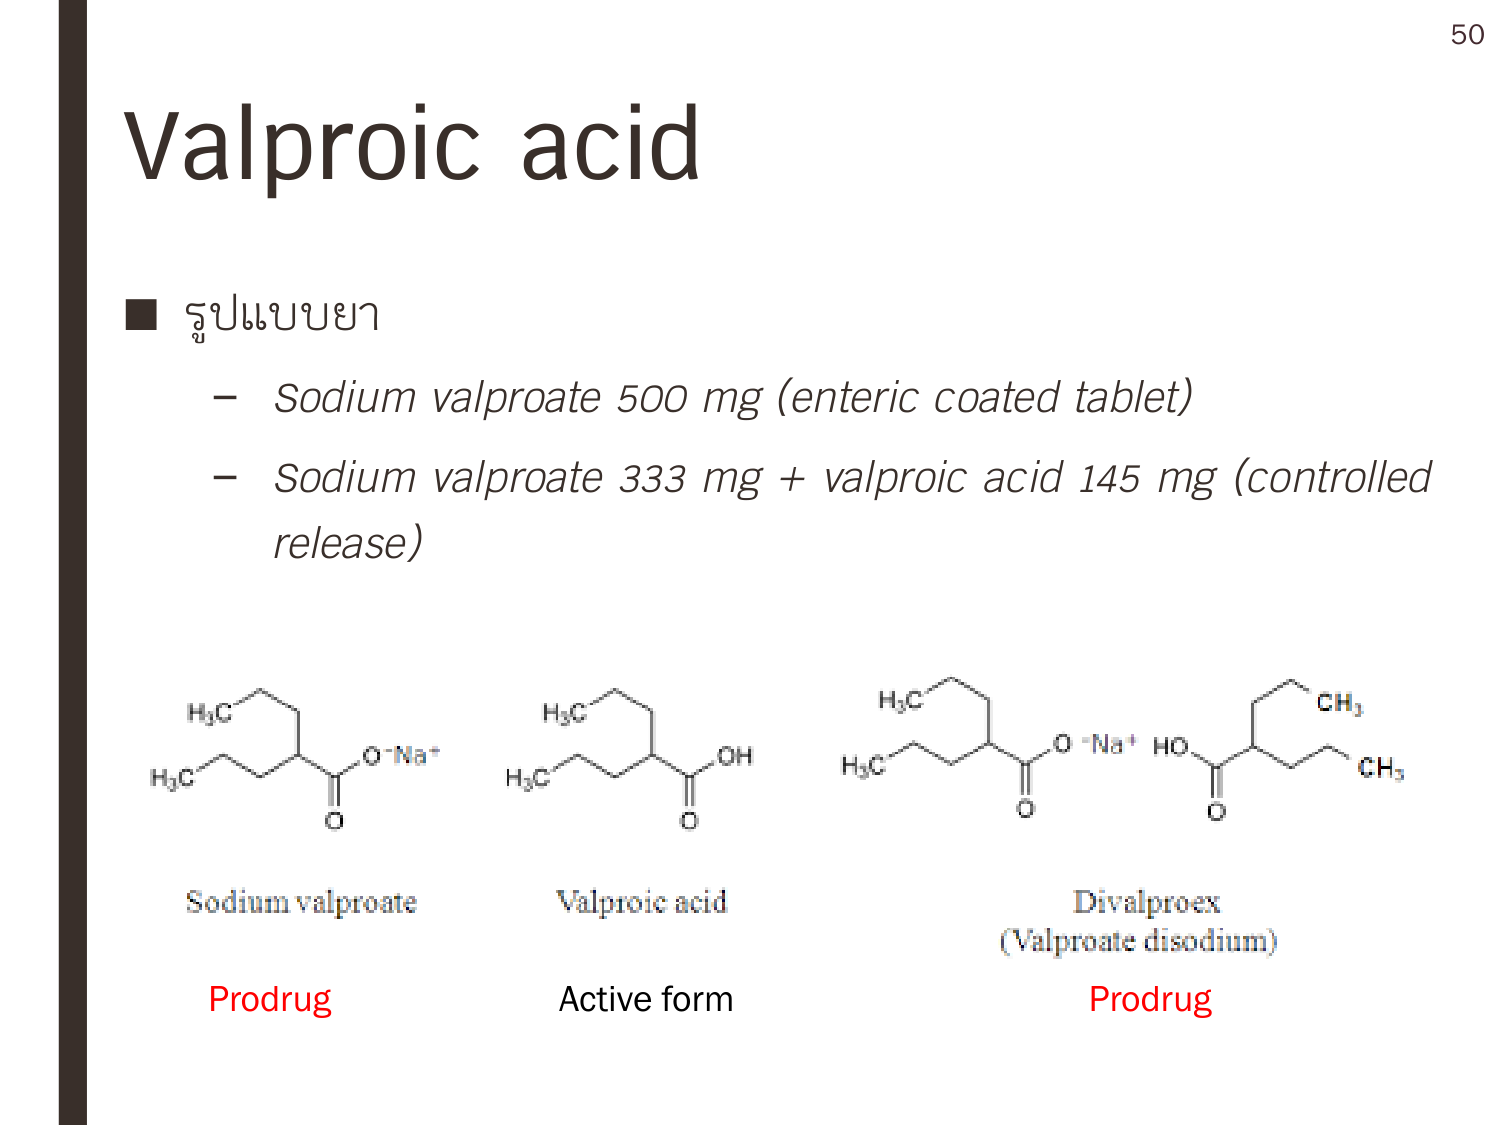 50
Valproic acid
■ รูปแบบยา
– Sodium valproate 500 mg (enteric coated tablet)
– Sodium valproate 333 mg + valproic acid 145 mg (controlled
release)
H₃C H₃C O⁻Na⁺ O
H₃C H₃C OH O
H₃C H₃C O ⁻Na⁺ O HO O CH₃ CH₃
Sodium valproate
Valproic acid
Divalproex
(Valproate disodium)
Prodrug
Active form
Prodrug